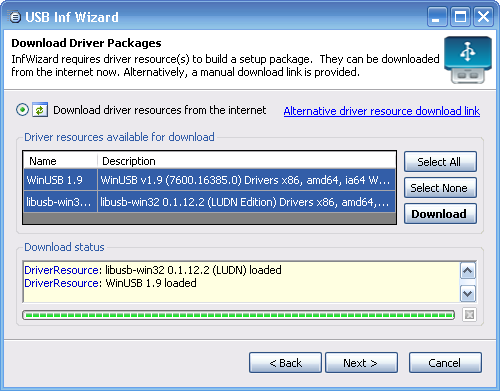 USB Inf Wizard
Download Driver Packages
InfWizard requires driver resource(s) to build a setup package. They can be downloaded
from the internet now. Alternatively, a manual download link is provided.
Download driver resources from the internet
Alternative driver resource download link
Driver resources available for download
Name Description
WinUSB 1.9 WinUSB v1.9 (7600.16385.0) Drivers x86, amd64, ia64 W...
libusb-win3... libusb-win32 0.1.12.2 (LUDN Edition) Drivers x86, amd64,...
Select All
Select None
Download
Download status
DriverResource: libusb-win32 0.1.12.2 (LUDN) loaded
DriverResource: WinUSB 1.9 loaded
< Back Next > Cancel